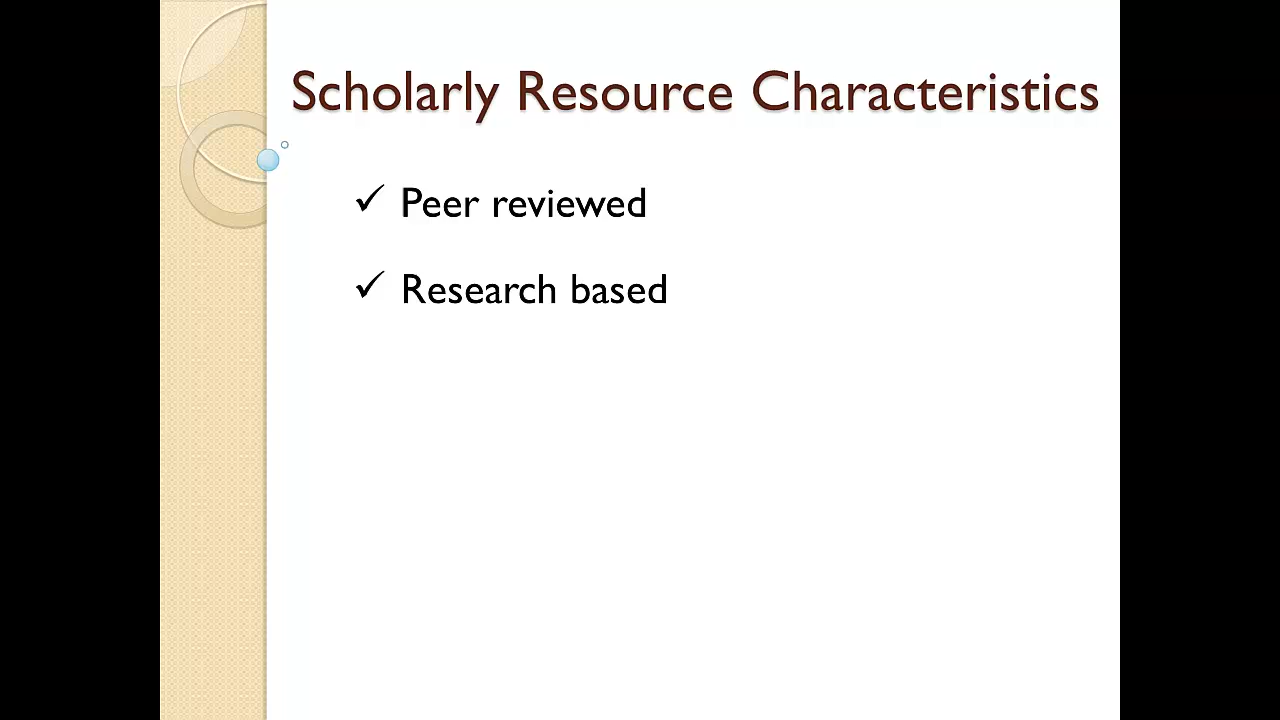 Scholarly Resource Characteristics
✓ Peer reviewed
✓ Research based